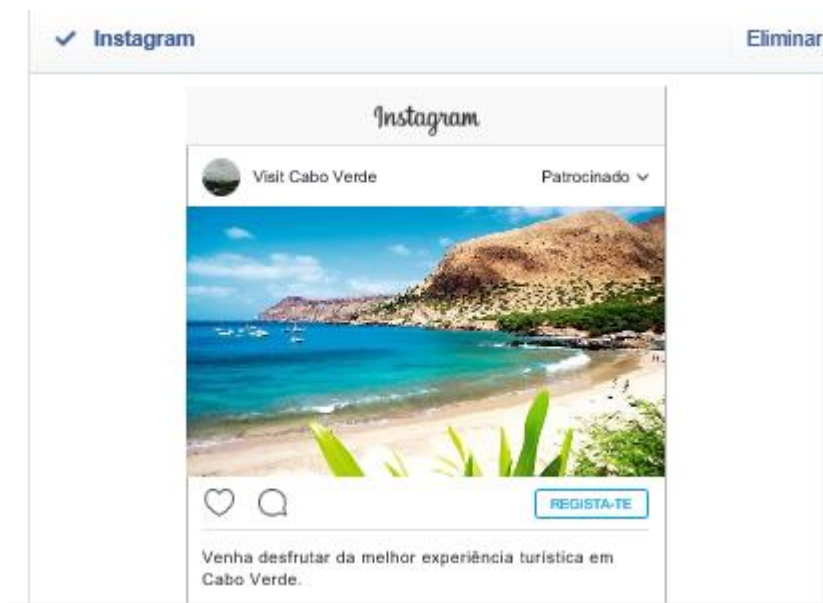 Instagram
Eliminar
Instagram
Visit Cabo Verde
Patrocinado
REGISTA-TE
Venha desfrutar da melhor experiência turística em
Cabo Verde.